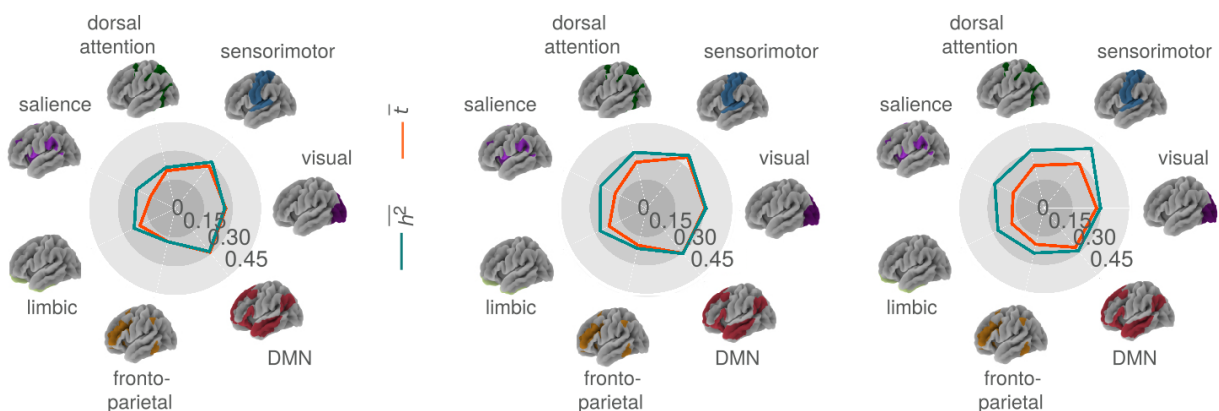 dorsal
attention
sensorimotor
salience
visual
0
0.15
0.30
0.45
limbic
DMN
fronto-
parietal
t̅
h²̅
dorsal
attention
sensorimotor
salience
visual
0
0.15
0.30
0.45
limbic
DMN
fronto-
parietal
dorsal
attention
sensorimotor
salience
visual
0
0.15
0.30
0.45
limbic
DMN
fronto-
parietal